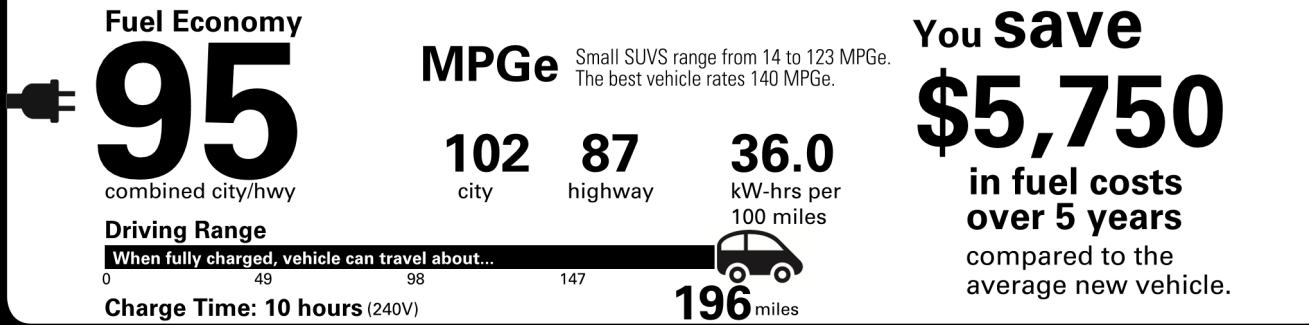 Fuel Economy
95
combined city/hwy
MPGe
Small SUVS range from 14 to 123 MPGe.
The best vehicle rates 140 MPGe.
102
city
87
highway
36.0
kW-hrs per
100 miles
Driving Range
When fully charged, vehicle can travel about...
0 49 98 147
196 miles
Charge Time: 10 hours (240V)
You save
$5,750
in fuel costs
over 5 years
compared to the
average new vehicle.